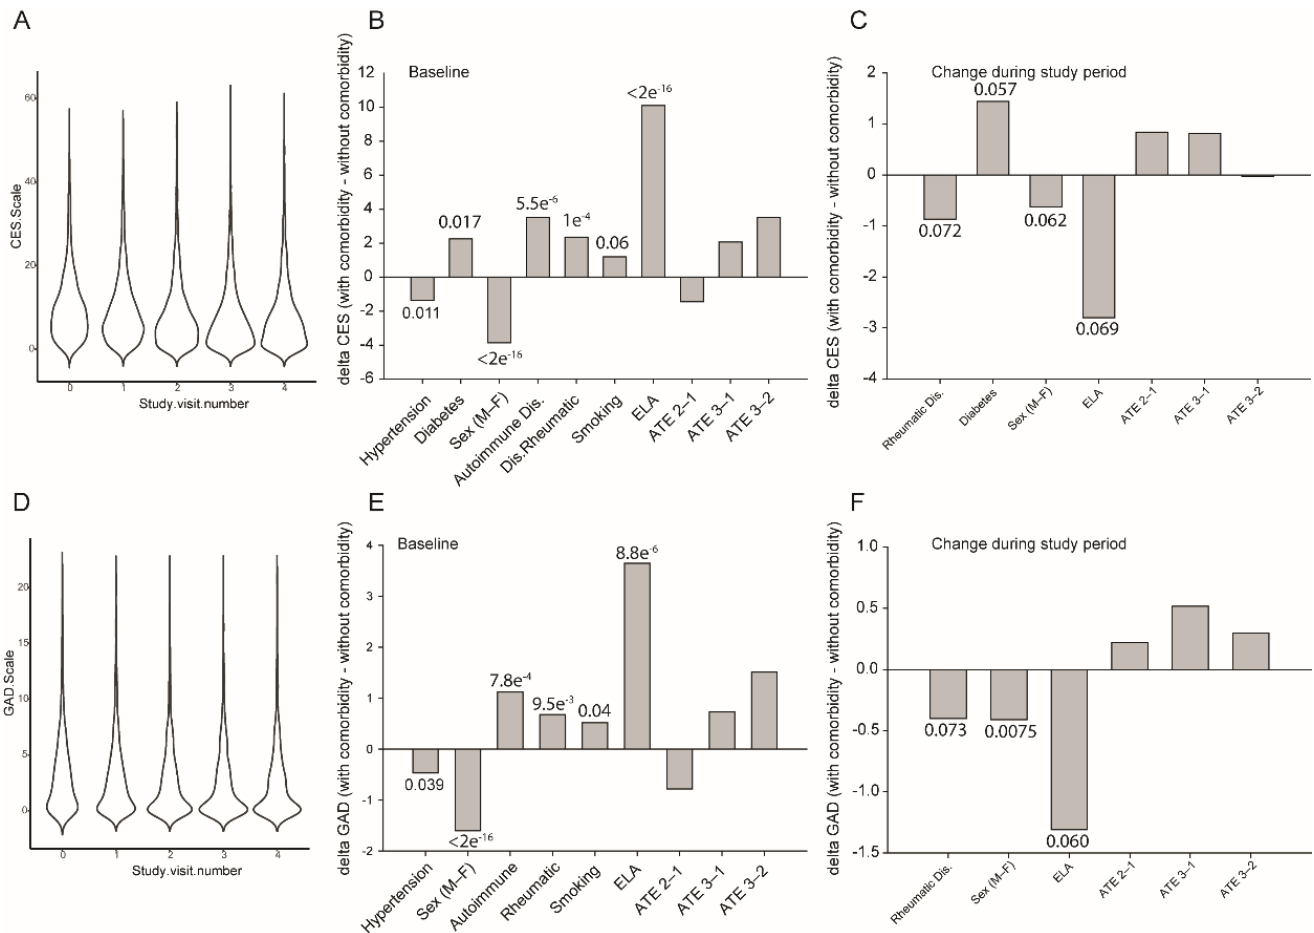 A
60
40
20
0
CES.Scale
0 1 2 3 4
Study.visit.number
B
Baseline
delta CES (with comorbidity - without comorbidity)
12
10
8
6
4
2
0
-2
-4
-6
0.011
0.017
<2e-16
5.5e-6
1e-4
0.06
<2e-16
Hypertension
Diabetes
Sex (M–F)
Autoimmune Dis.
Dis.Rheumatic
Smoking
ELA
ATE 2–1
ATE 3–1
ATE 3–2
C
Change during study period
delta CES (with comorbidity - without comorbidity)
2
1
0
-1
-2
-3
-4
0.072
0.057
0.062
0.069
Rheumatic Dis.
Diabetes
Sex (M–F)
ELA
ATE 2–1
ATE 3–1
ATE 3–2
D
20
15
10
5
0
GAD.Scale
0 1 2 3 4
Study.visit.number
E
Baseline
delta GAD (with comorbidity - without comorbidity)
4
3
2
1
0
-1
-2
0.039
<2e-16
7.8e-4
9.5e-3
0.04
8.8e-6
Hypertension
Sex (M–F)
Autoimmune
Rheumatic
Smoking
ELA
ATE 2–1
ATE 3–1
ATE 3–2
F
Change during study period
delta GAD (with comorbidity - without comorbidity)
1.0
0.5
0.0
-0.5
-1.0
-1.5
0.073
0.0075
0.060
Rheumatic Dis.
Sex (M–F)
ELA
ATE 2–1
ATE 3–1
ATE 3–2